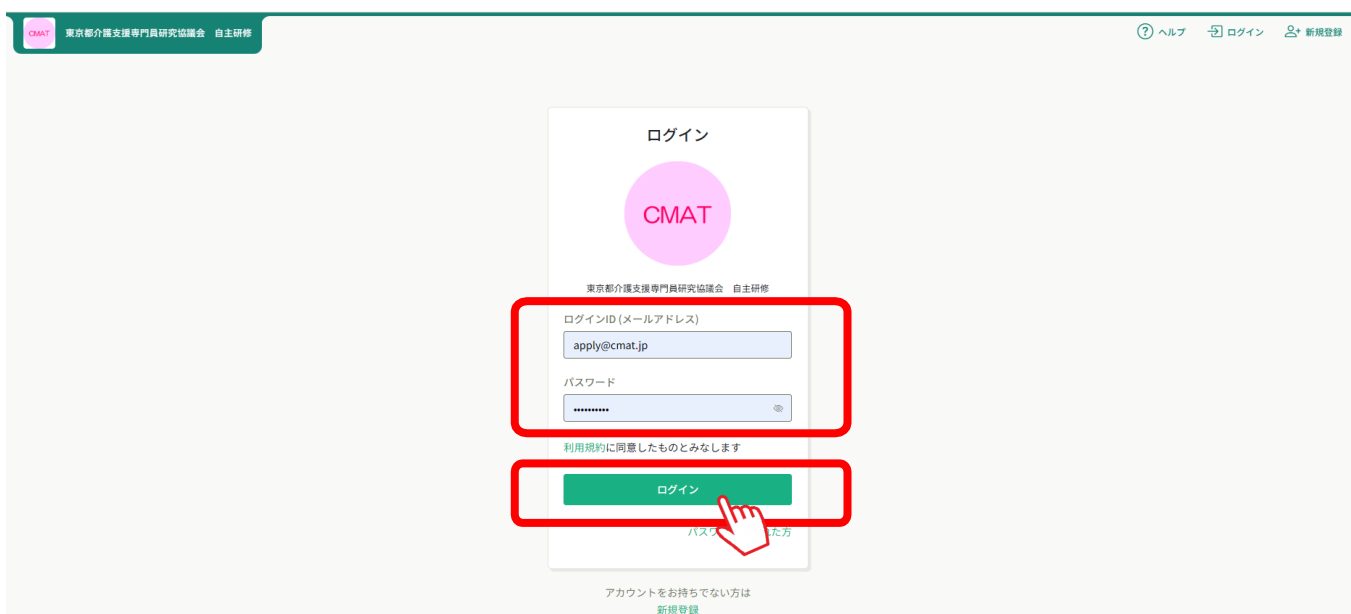 CMAT 東京都介護支援専門員研究協議会 自主研修
ヘルプ ログイン 新規登録
ログイン
CMAT
東京都介護支援専門員研究協議会 自主研修
ログインID (メールアドレス)
apply@cmat.jp
パスワード
••••••••••
利用規約に同意したものとみなします
ログイン
パスワ た方
アカウントをお持ちでない方は
新規登録